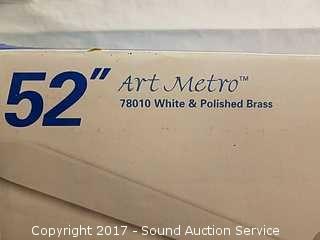 52" Art Metro™
78010 White & Polished Brass
Copyright 2017 - Sound Auction Service